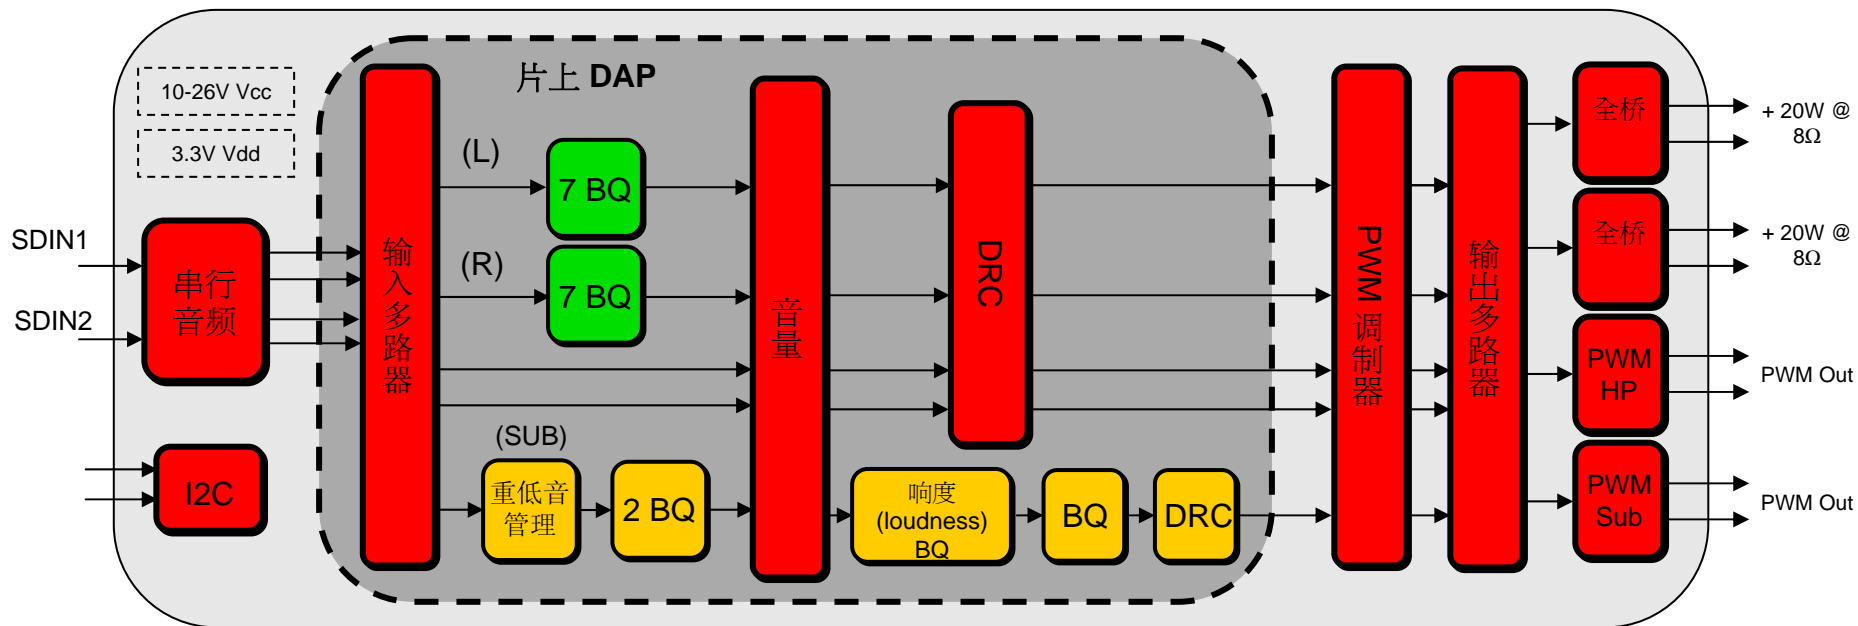 片上 DAP
10-26V Vcc
3.3V Vdd
SDIN1
SDIN2
串行
音频
I2C
输入多路器
(L)
7 BQ
(R)
7 BQ
(SUB)
重低音
管理
2 BQ
音量
DRC
响度
(loudness)
BQ
BQ
DRC
PWM 调制器
输出多路器
全桥
+ 20W @
8Ω
全桥
+ 20W @
8Ω
PWM
HP
PWM Out
PWM
Sub
PWM Out